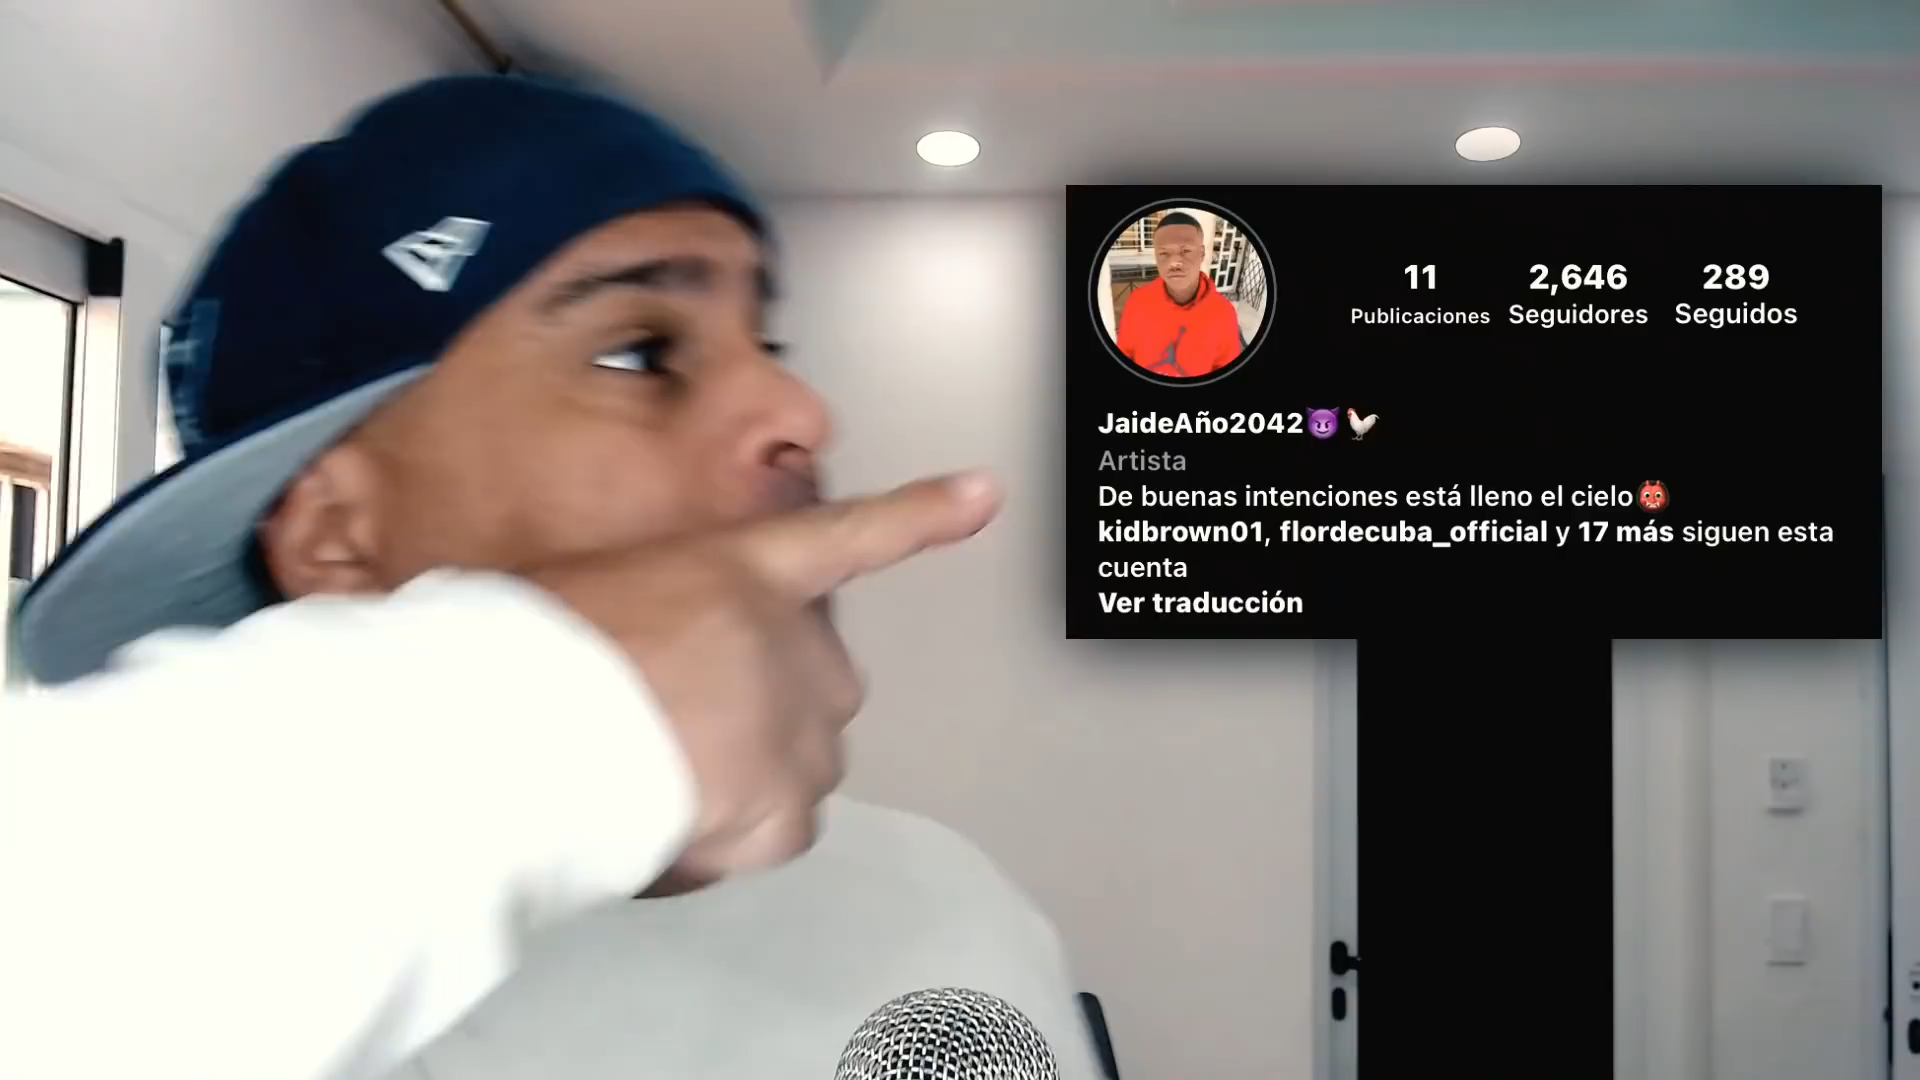 11 2,646 289
Publicaciones Seguidores Seguidos
JaideAño2042😈🐓
Artista
De buenas intenciones está lleno el cielo👹
kidbrown01, flordecuba_official y 17 más siguen esta
cuenta
Ver traducción